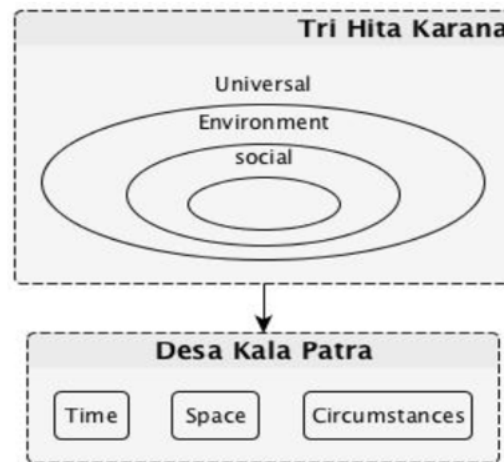 Tri Hita Karana
Universal
Environment
social
Desa Kala Patra
Time
Space
Circumstances